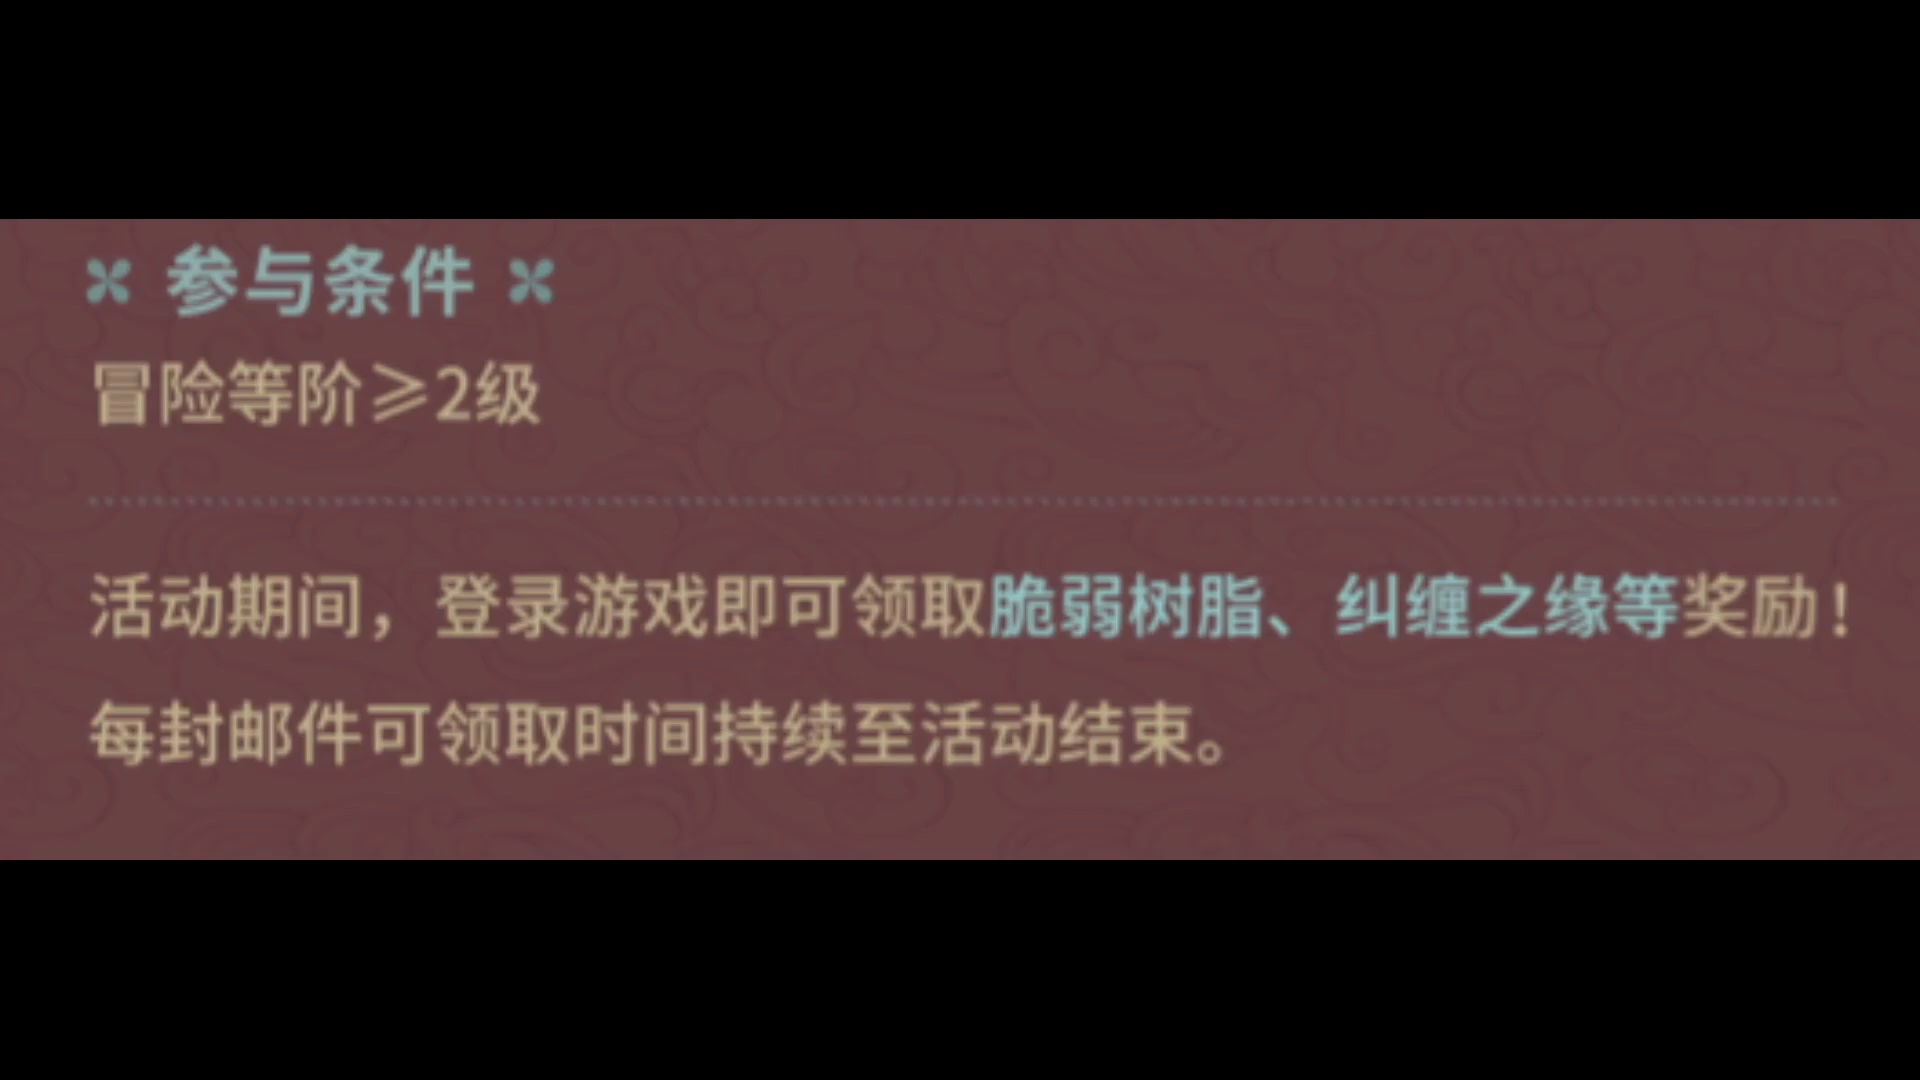 参与条件
冒险等阶≥2级
活动期间，登录游戏即可领取脆弱树脂、纠缠之缘等奖励！
每封邮件可领取时间持续至活动结束。